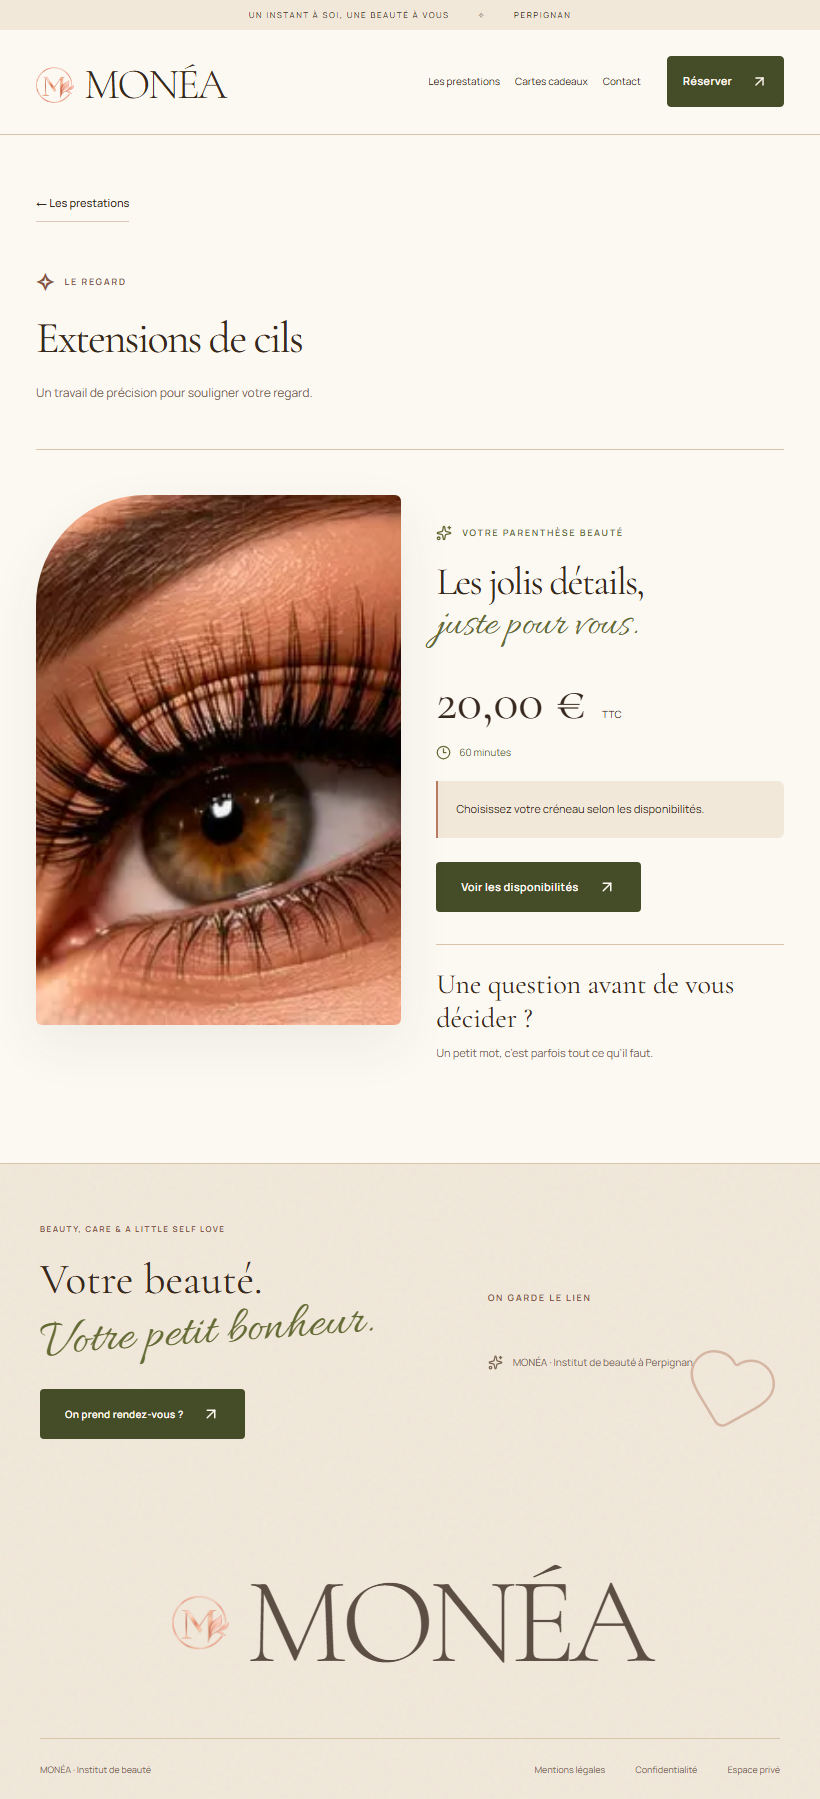 UN INSTANT À SOI, UNE BEAUTÉ À VOUS ✧ PERPIGNAN
M MONÉA
Les prestations Cartes cadeaux Contact Réserver
← Les prestations
LE REGARD
Extensions de cils
Un travail de précision pour souligner votre regard.
VOTRE PARENTHÈSE BEAUTÉ
Les jolis détails,
juste pour vous.
20,00 € TTC
60 minutes
Choisissez votre créneau selon les disponibilités.
Voir les disponibilités
Une question avant de vous
décider ?
Un petit mot, c'est parfois tout ce qu'il faut.
BEAUTY, CARE & A LITTLE SELF LOVE
Votre beauté.
Votre petit bonheur.
On prend rendez-vous ?
ON GARDE LE LIEN
MONÉA · Institut de beauté à Perpignan
M MONÉA
MONÉA · Institut de beauté
Mentions légales Confidentialité Espace privé